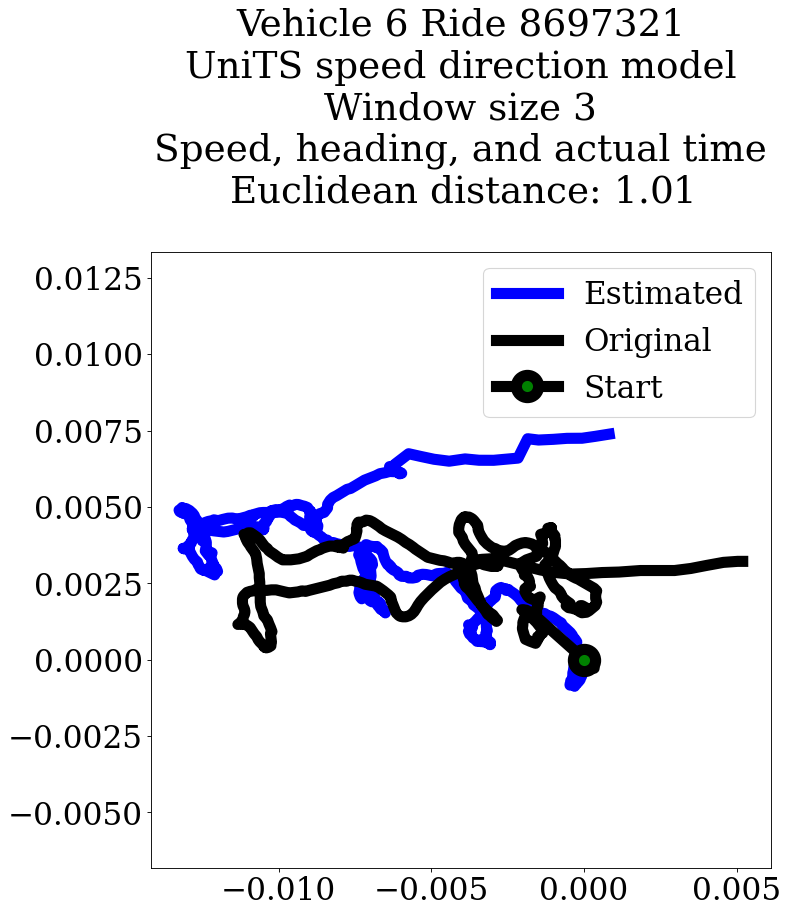 Vehicle 6 Ride 8697321
UniTS speed direction model
Window size 3
Speed, heading, and actual time
Euclidean distance: 1.01
Estimated
Original
Start
0.0125
0.0100
0.0075
0.0050
0.0025
0.0000
−0.0025
−0.0050
−0.010
−0.005
0.000
0.005